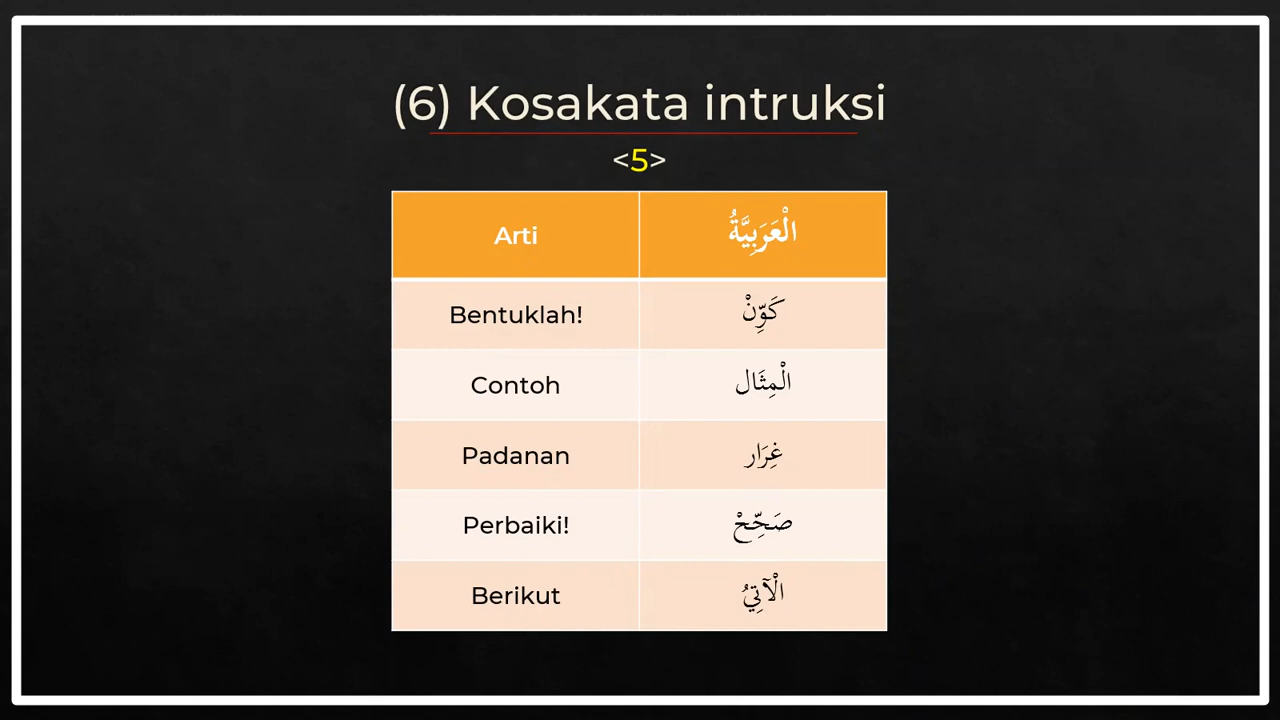 (6) Kosakata intruksi
<5>
Arti الْعَرَبِيَّةُ
Bentuklah! كَوِّنْ
Contoh الْمِثَال
Padanan غِرَار
Perbaiki! صَحِّحْ
Berikut الْآتِيُ